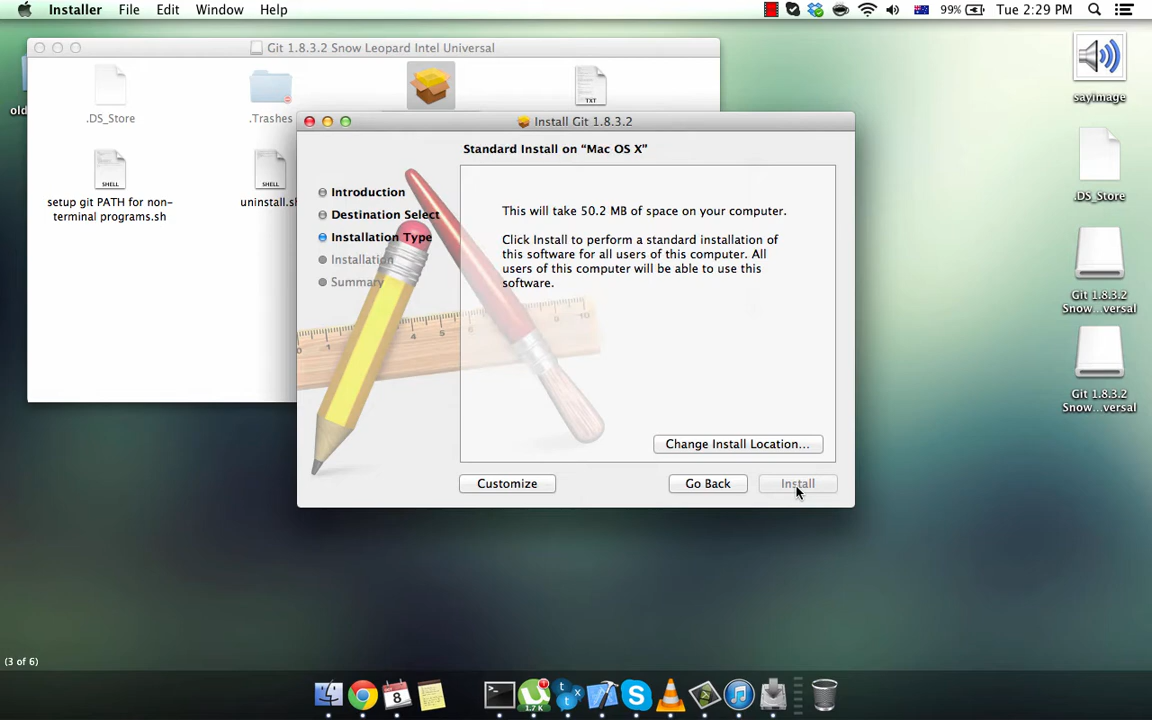 Installer File Edit Window Help 99% Tue 2:29 PM
Git 1.8.3.2 Snow Leopard Intel Universal
.DS_Store
.Trashes
TXT
SHELL
setup git PATH for non-
terminal programs.sh
SHELL
uninstall.sh
Install Git 1.8.3.2
Standard Install on “Mac OS X”
Introduction
Destination Select
Installation Type
Installation
Summary
This will take 50.2 MB of space on your computer.
Click Install to perform a standard installation of
this software for all users of this computer. All
users of this computer will be able to use this
software.
Change Install Location...
Customize
Go Back
Install
sayimage
.DS_Store
Git 1.8.3.2
Snow...versal
Git 1.8.3.2
Snow...versal
old
(3 of 6)
8
1.7 K